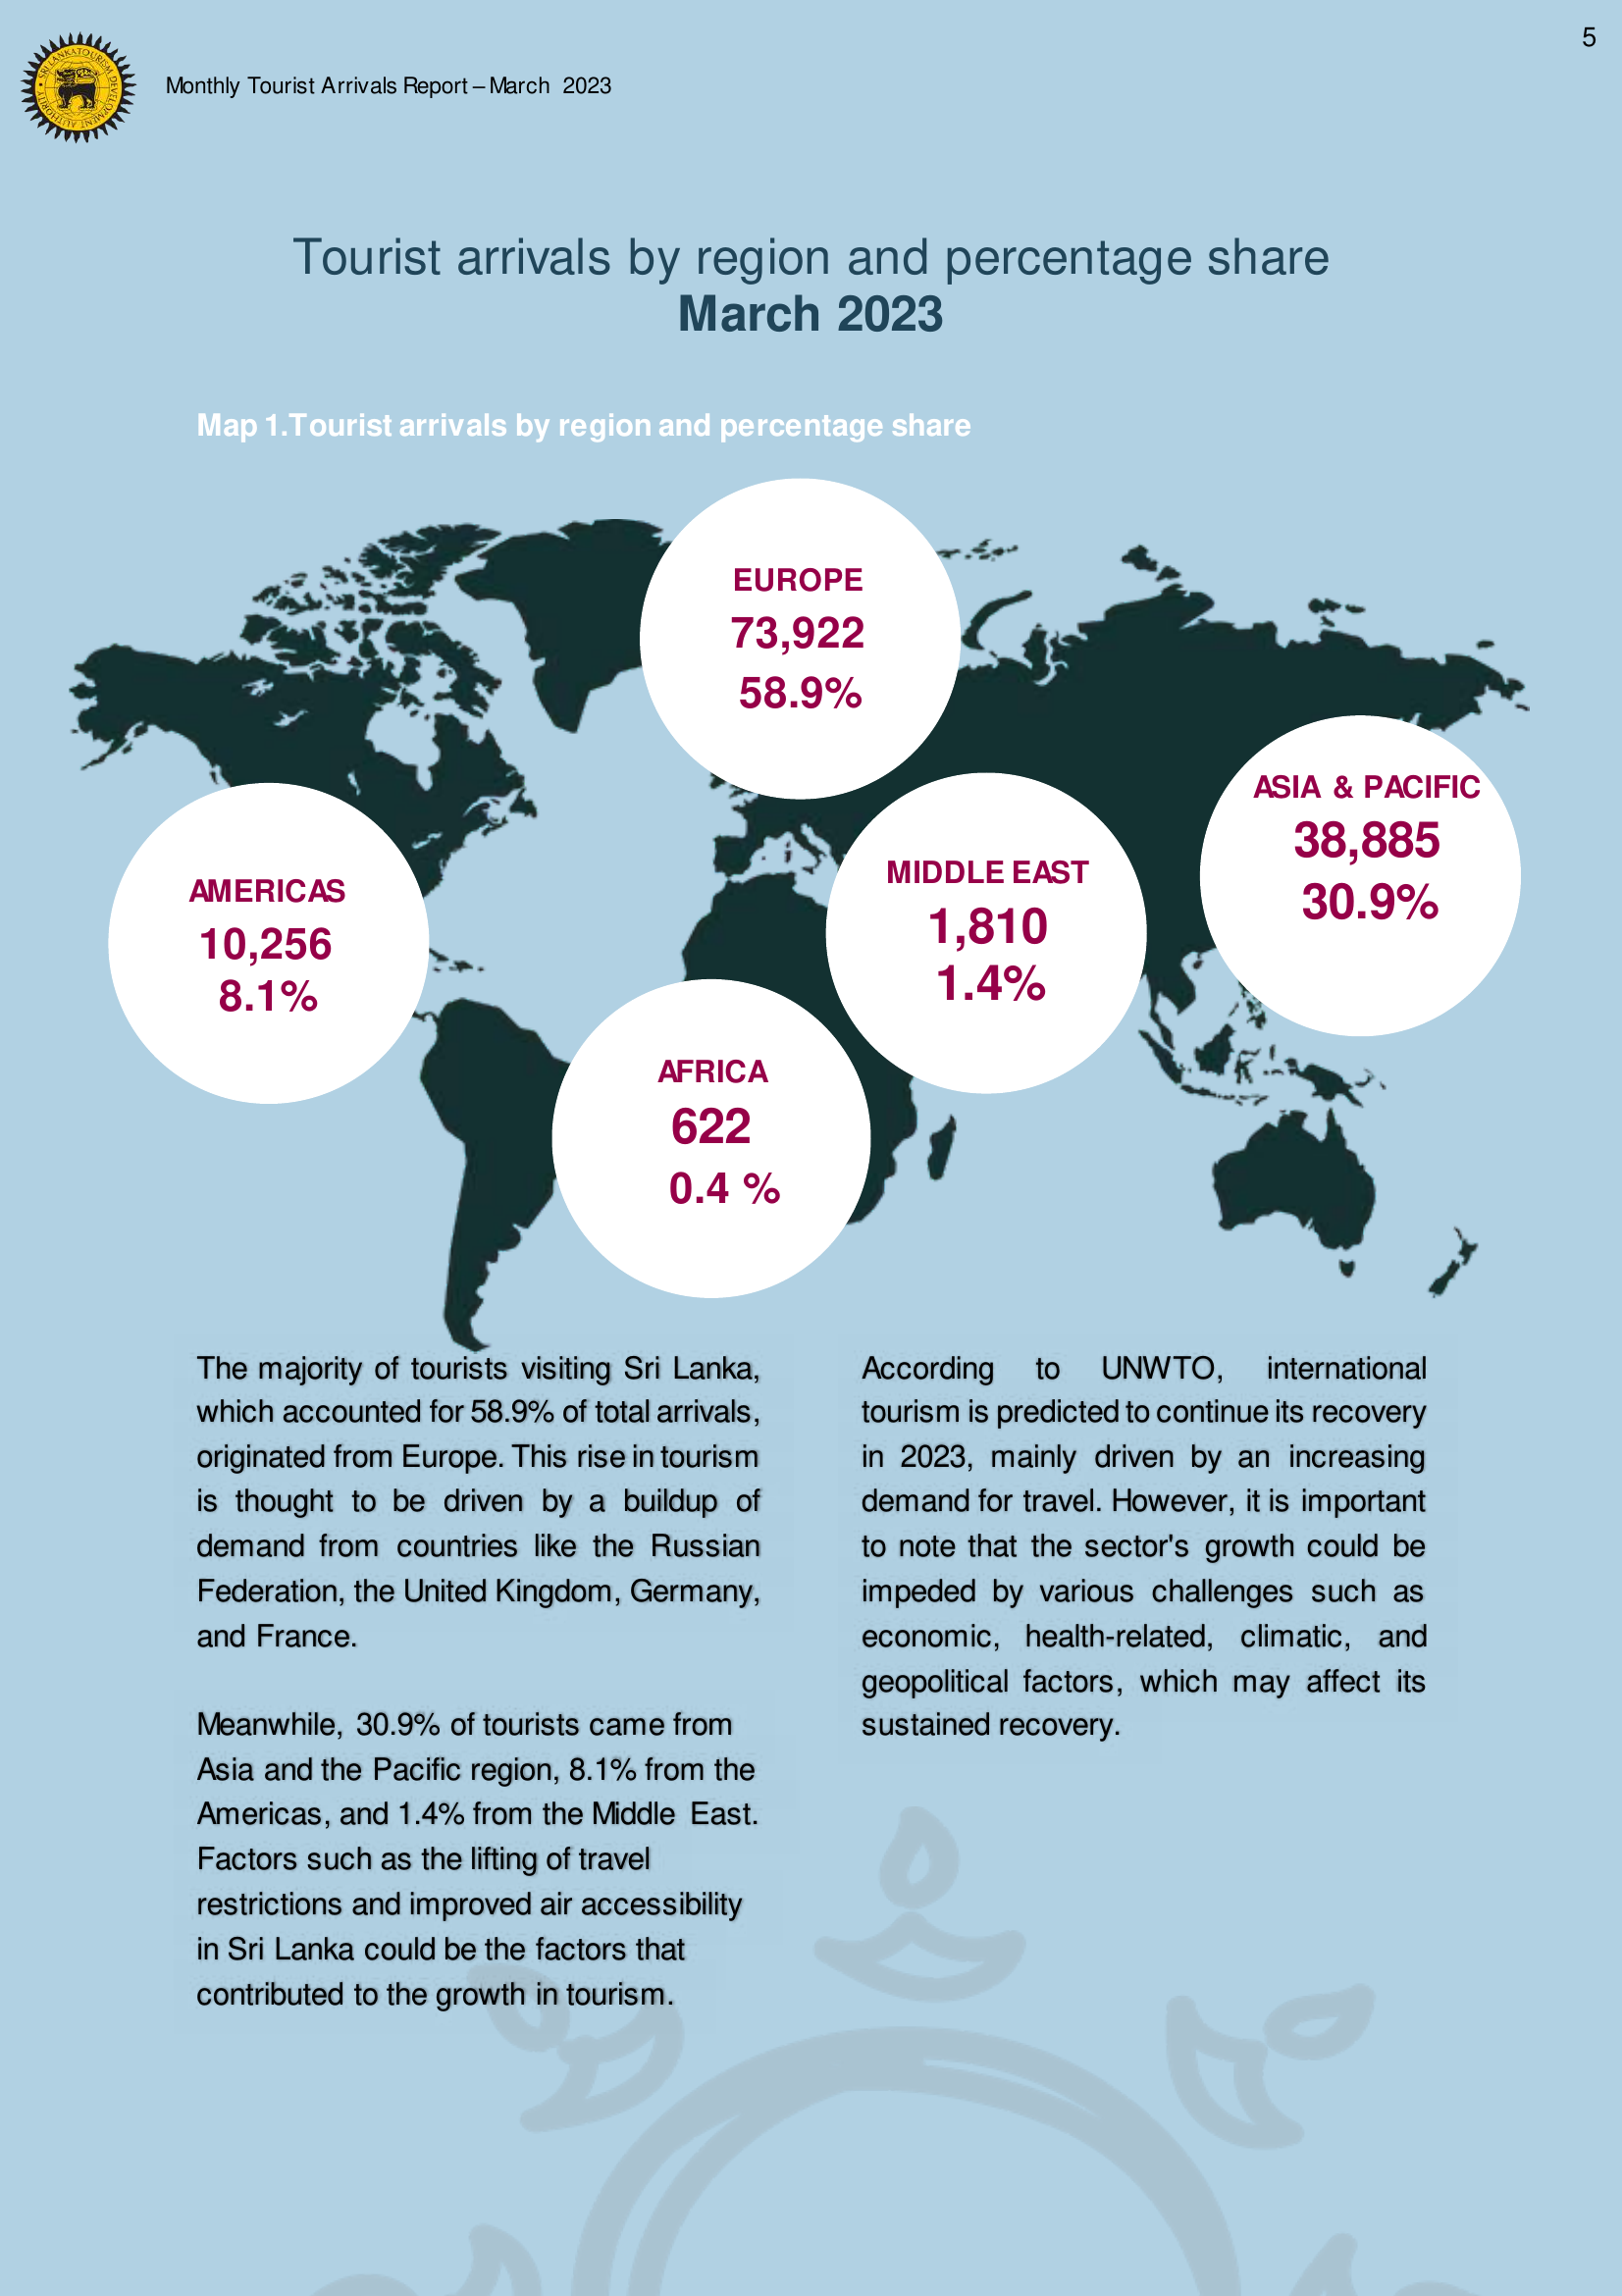 5
SRI LANKA TOURISM DEVELOPMENT AUTHORITY
Monthly Tourist Arrivals Report – March 2023
Tourist arrivals by region and percentage share
March 2023
Map 1.Tourist arrivals by region and percentage share
EUROPE
73,922
58.9%
ASIA & PACIFIC
38,885
30.9%
MIDDLE EAST
1,810
1.4%
AMERICAS
10,256
8.1%
AFRICA
622
0.4 %
The majority of tourists visiting Sri Lanka,
which accounted for 58.9% of total arrivals,
originated from Europe. This rise in tourism
is thought to be driven by a buildup of
demand from countries like the Russian
Federation, the United Kingdom, Germany,
and France.
Meanwhile, 30.9% of tourists came from
Asia and the Pacific region, 8.1% from the
Americas, and 1.4% from the Middle East.
Factors such as the lifting of travel
restrictions and improved air accessibility
in Sri Lanka could be the factors that
contributed to the growth in tourism.
According to UNWTO, international
tourism is predicted to continue its recovery
in 2023, mainly driven by an increasing
demand for travel. However, it is important
to note that the sector's growth could be
impeded by various challenges such as
economic, health-related, climatic, and
geopolitical factors, which may affect its
sustained recovery.